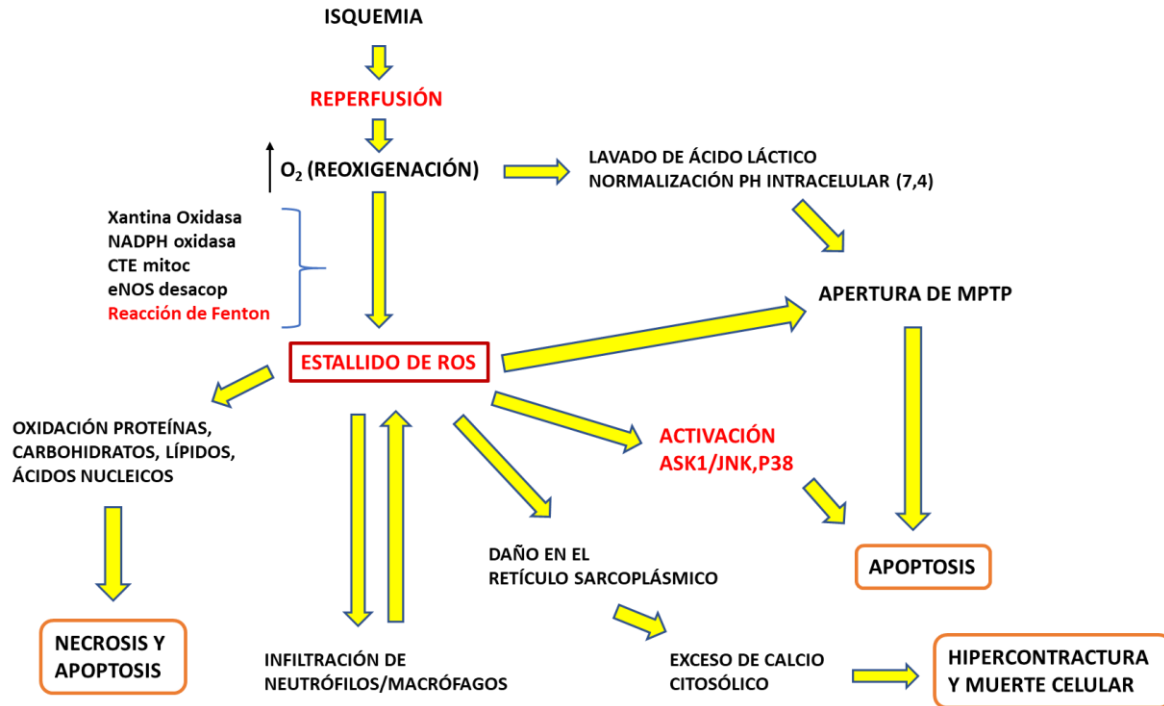 ISQUEMIA
REPERFUSIÓN
O₂ (REOXIGENACIÓN)
LAVADO DE ÁCIDO LÁCTICO
NORMALIZACIÓN PH INTRACELULAR (7,4)
Xantina Oxidasa
NADPH oxidasa
CTE mitoc
eNOS desacop
Reacción de Fenton
APERTURA DE MPTP
ESTALLIDO DE ROS
OXIDACIÓN PROTEÍNAS,
CARBOHIDRATOS, LÍPIDOS,
ÁCIDOS NUCLEICOS
ACTIVACIÓN
ASK1/JNK,P38
DAÑO EN EL
RETÍCULO SARCOPLÁSMICO
APOPTOSIS
NECROSIS Y
APOPTOSIS
INFILTRACIÓN DE
NEUTRÓFILOS/MACRÓFAGOS
EXCESO DE CALCIO
CITOSÓLICO
HIPERCONTRACTURA
Y MUERTE CELULAR